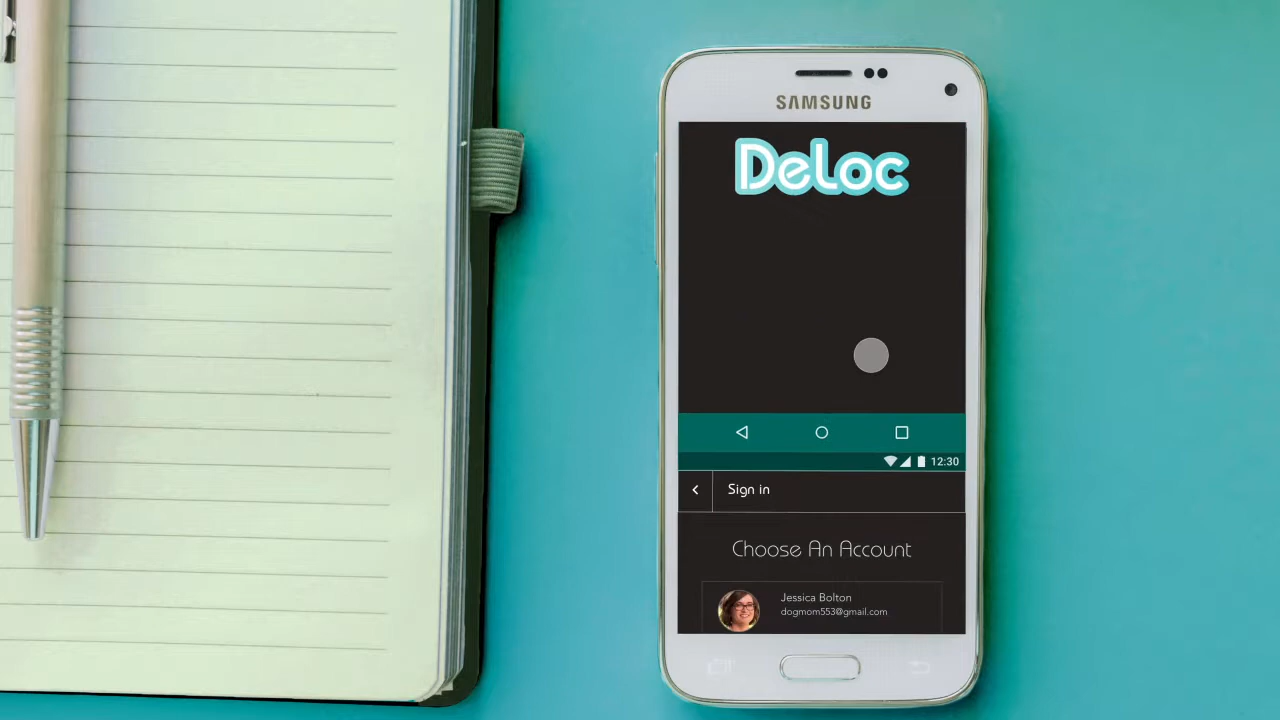 SAMSUNG
DeLoc
12:30
Sign in
Choose An Account
Jessica Bolton
dogmom553@gmail.com